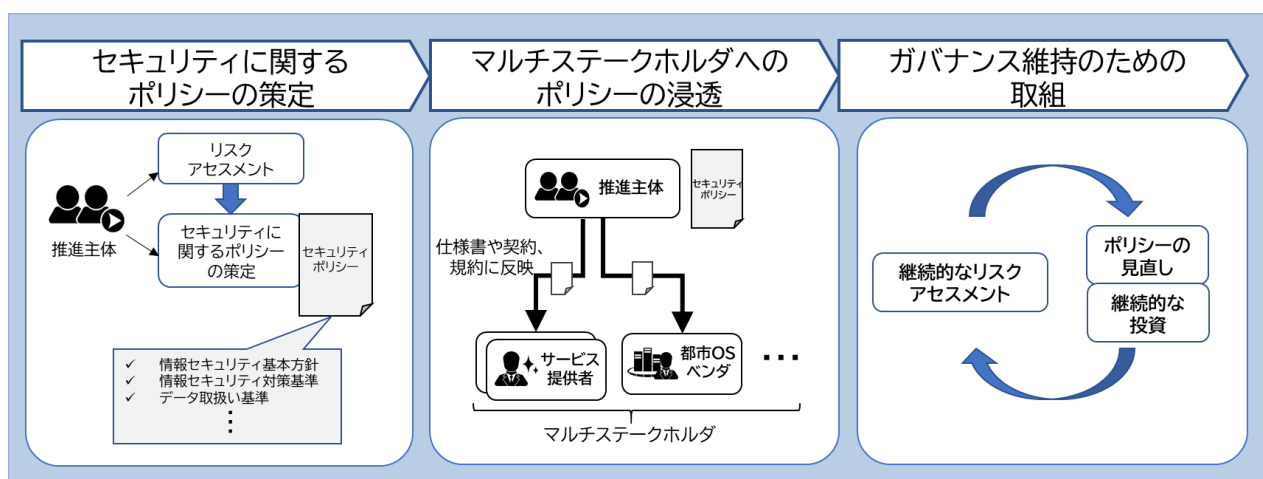 セキュリティに関する
ポリシーの策定
マルチステークホルダへの
ポリシーの浸透
ガバナンス維持のための
取組
リスク
アセスメント
推進主体
セキュリティに
関するポリシー
の策定
セキュリティ
ポリシー
✓ 情報セキュリティ基本方針
✓ 情報セキュリティ対策基準
✓ データ取扱い基準
⋮
推進主体
セキュリティ
ポリシー
仕様書や契約、
規約に反映
サービス
提供者
都市OS
ベンダ
…
マルチステークホルダ
継続的なリスク
アセスメント
ポリシーの
見直し
継続的な
投資